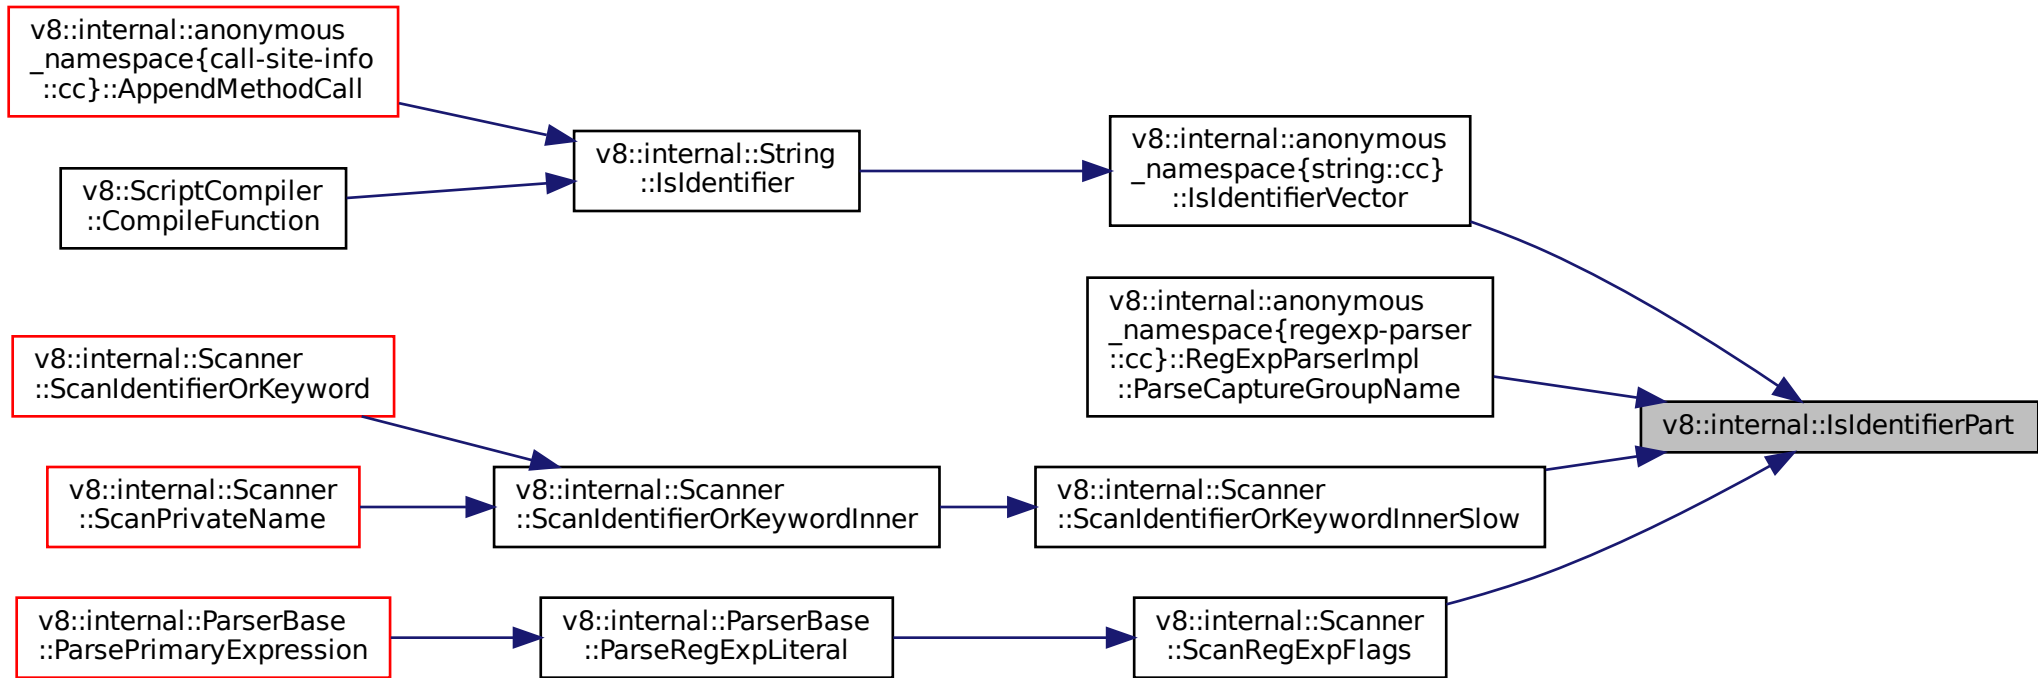 v8::internal::anonymous
_namespace{call-site-info
::cc}::AppendMethodCall
v8::ScriptCompiler
::CompileFunction
v8::internal::String
::IsIdentifier
v8::internal::anonymous
_namespace{string::cc}
::IsIdentifierVector
v8::internal::anonymous
_namespace{regexp-parser
::cc}::RegExpParserImpl
::ParseCaptureGroupName
v8::internal::IsIdentifierPart
v8::internal::Scanner
::ScanIdentifierOrKeyword
v8::internal::Scanner
::ScanPrivateName
v8::internal::Scanner
::ScanIdentifierOrKeywordInner
v8::internal::Scanner
::ScanIdentifierOrKeywordInnerSlow
v8::internal::ParserBase
::ParsePrimaryExpression
v8::internal::ParserBase
::ParseRegExpLiteral
v8::internal::Scanner
::ScanRegExpFlags